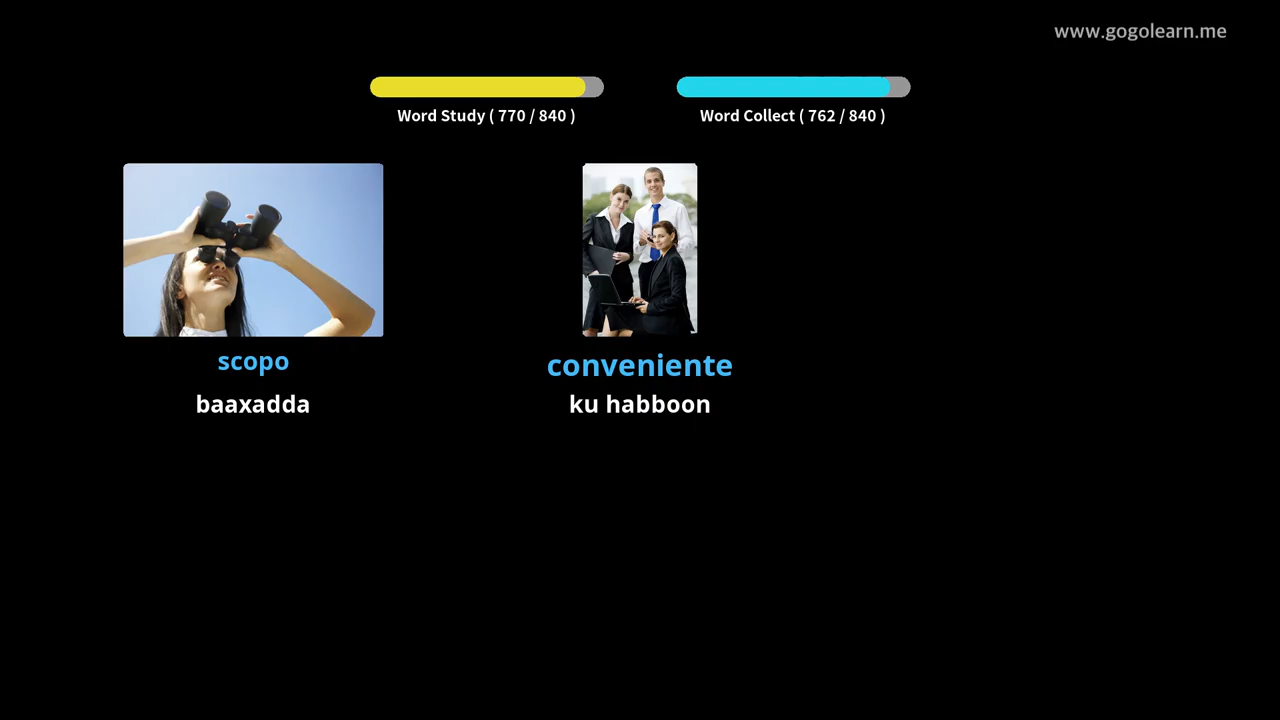 www.gogolearn.me
Word Study ( 770 / 840 )
Word Collect ( 762 / 840 )
scopo
baaxadda
conveniente
ku habboon